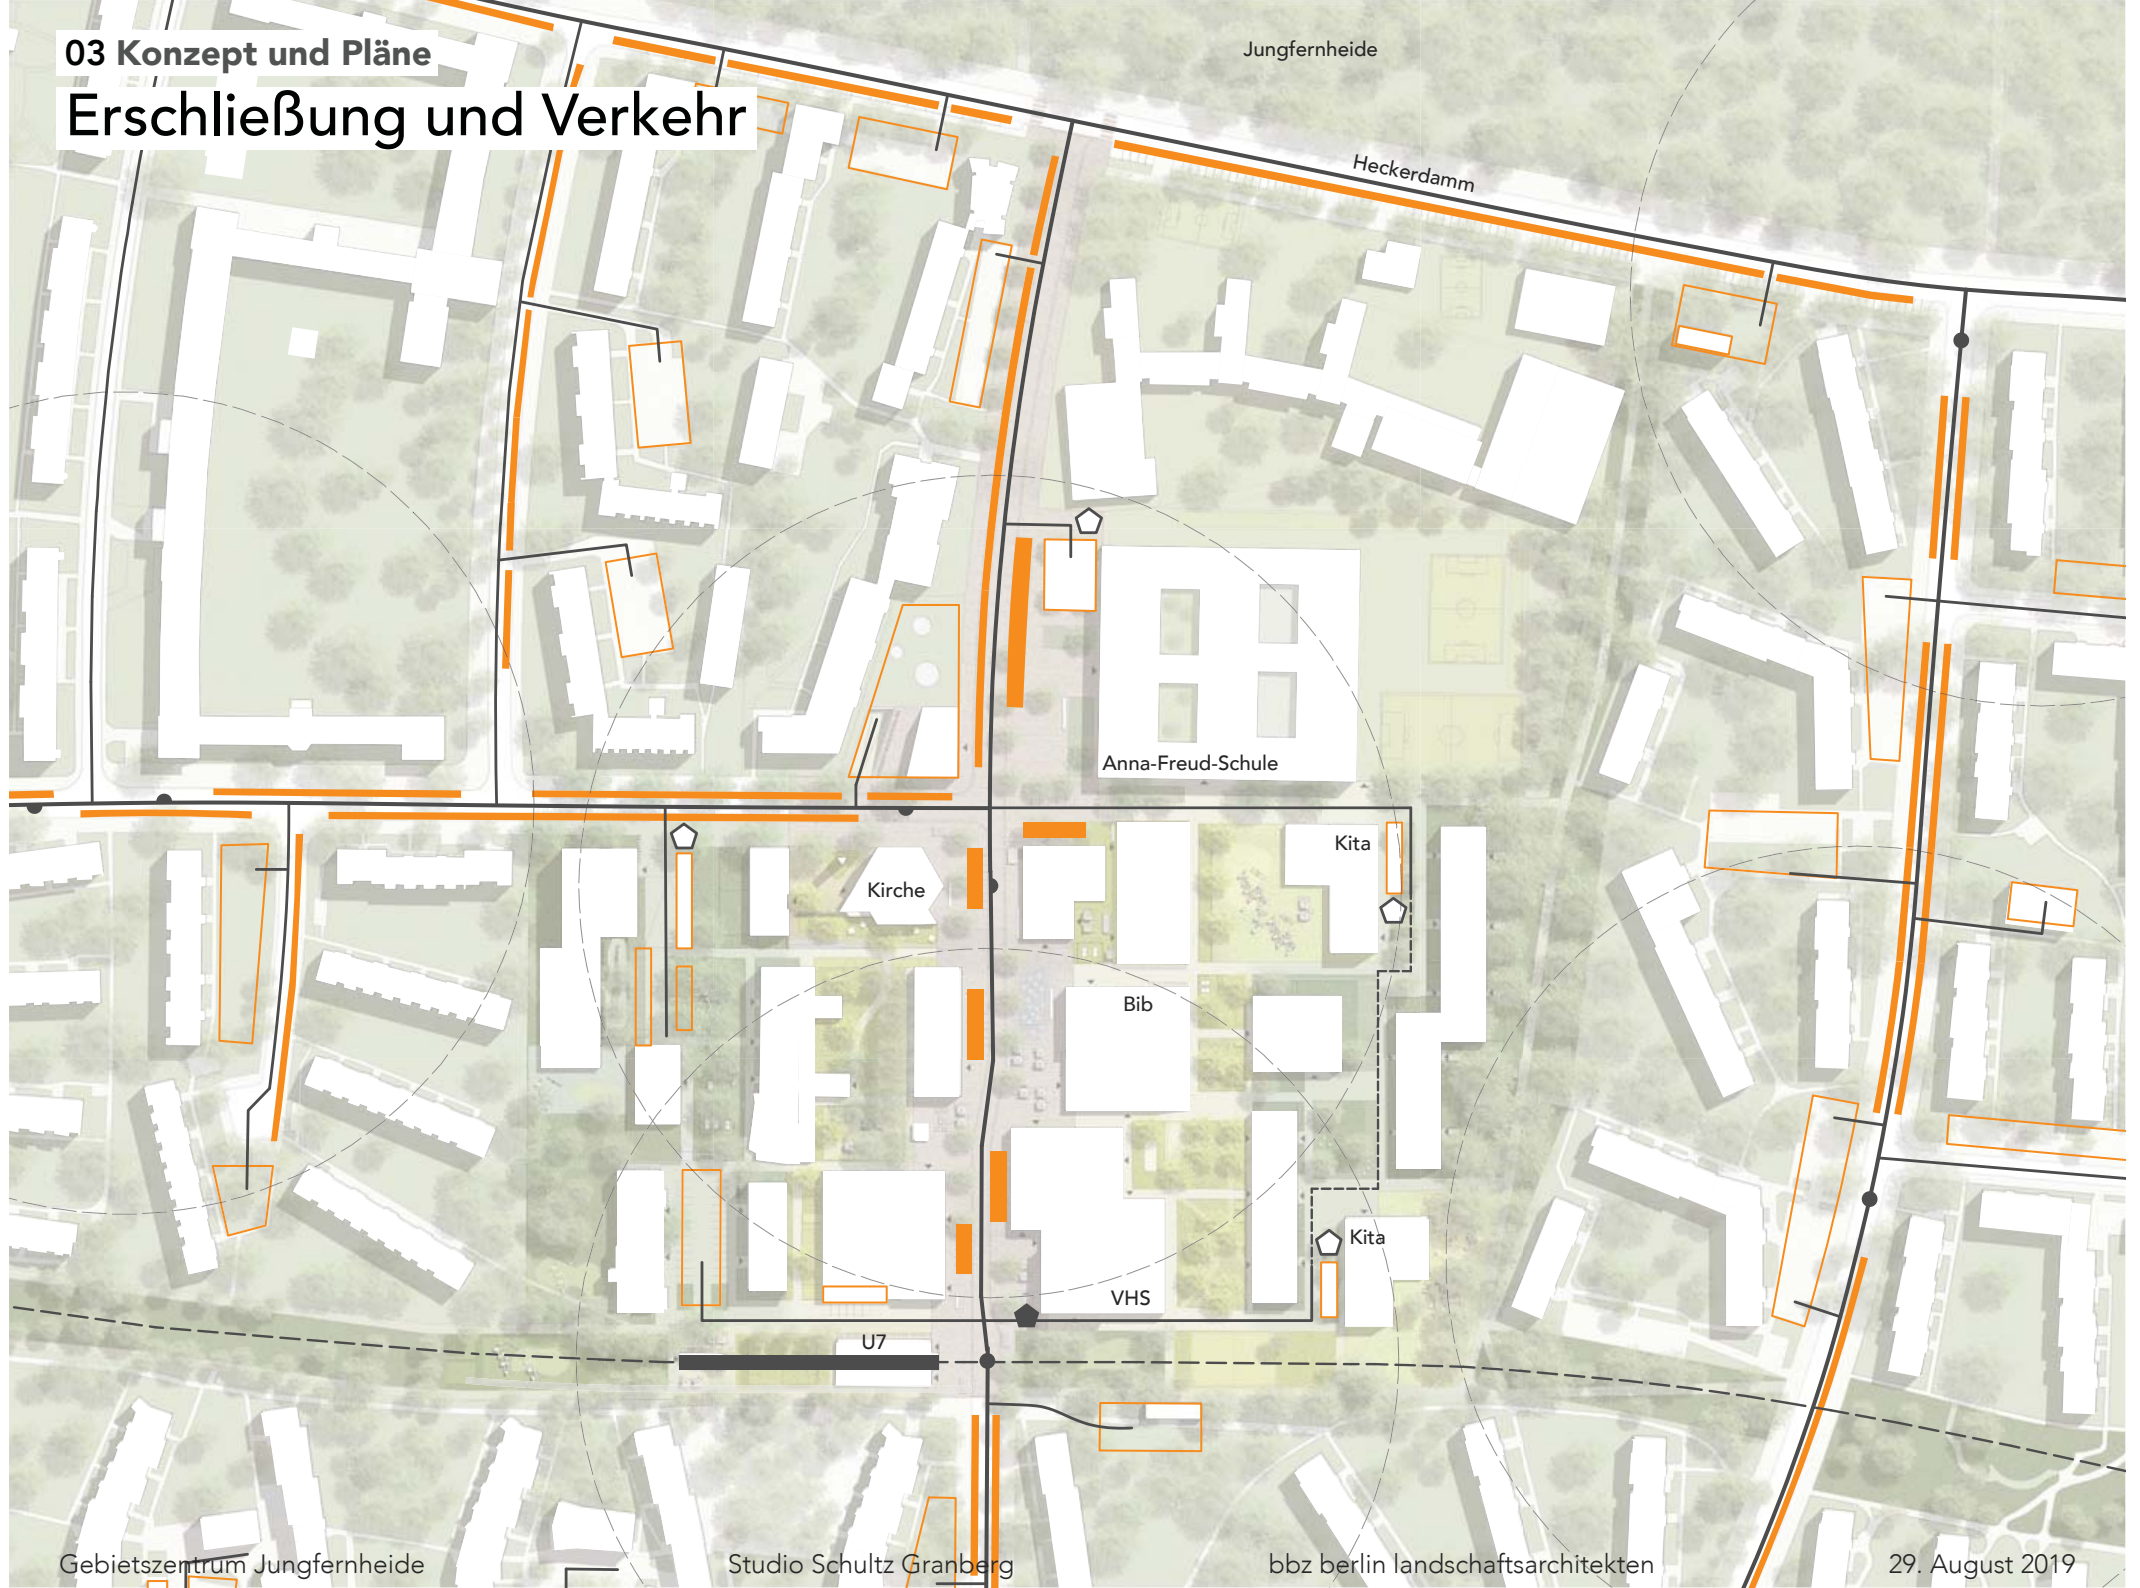 03 Konzept und Pläne
Erschließung und Verkehr
Jungfernheide
Heckerdamm
Anna-Freud-Schule
Kita
Kirche
Bib
Kita
VHS
U7
Gebietszentrum Jungfernheide
Studio Schultz Granberg
bbz berlin landschaftsarchitekten
29. August 2019